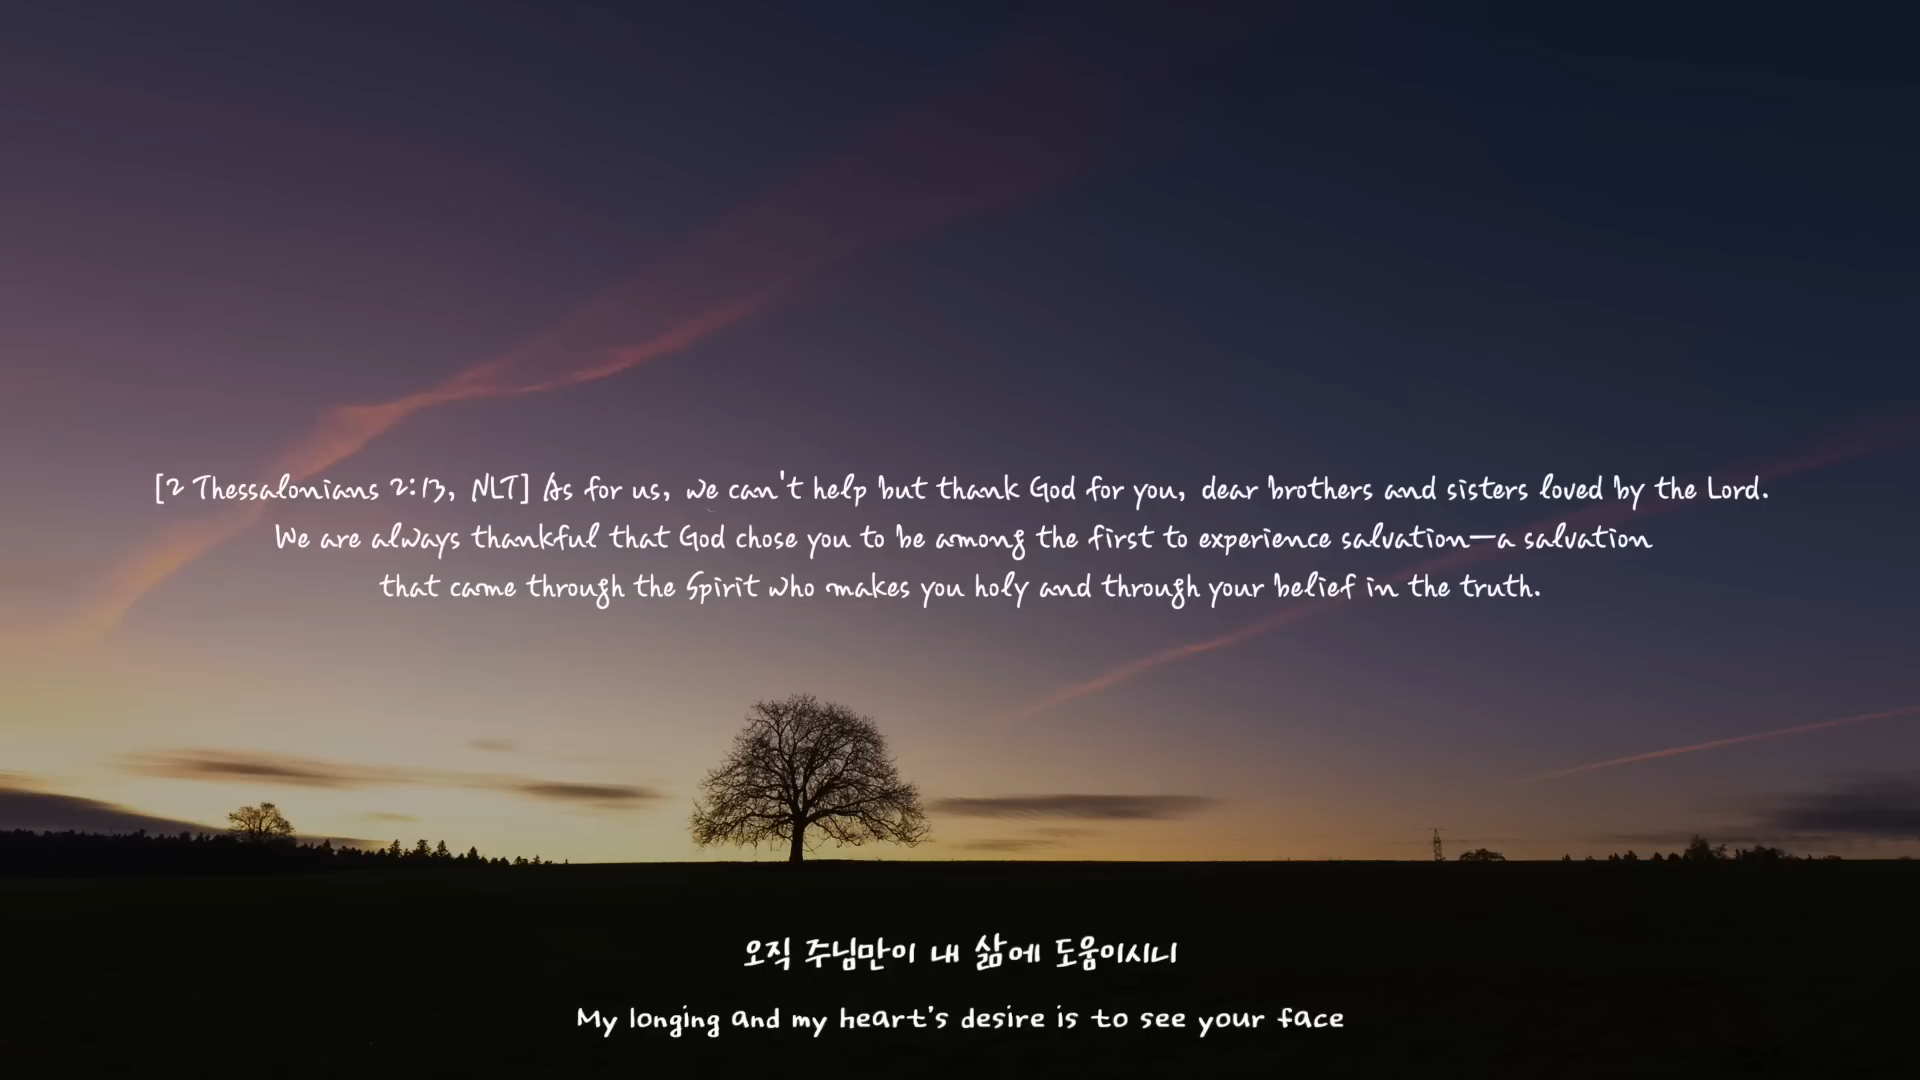 [2 Thessalonians 2:13, NLT] As for us, we can't help but thank God for you, dear brothers and sisters loved by the Lord.
We are always thankful that God chose you to be among the first to experience salvation—a salvation
that came through the Spirit who makes you holy and through your belief in the truth.
오직 주님만이 내 삶에 도움이시니
My longing and my heart's desire is to see your face